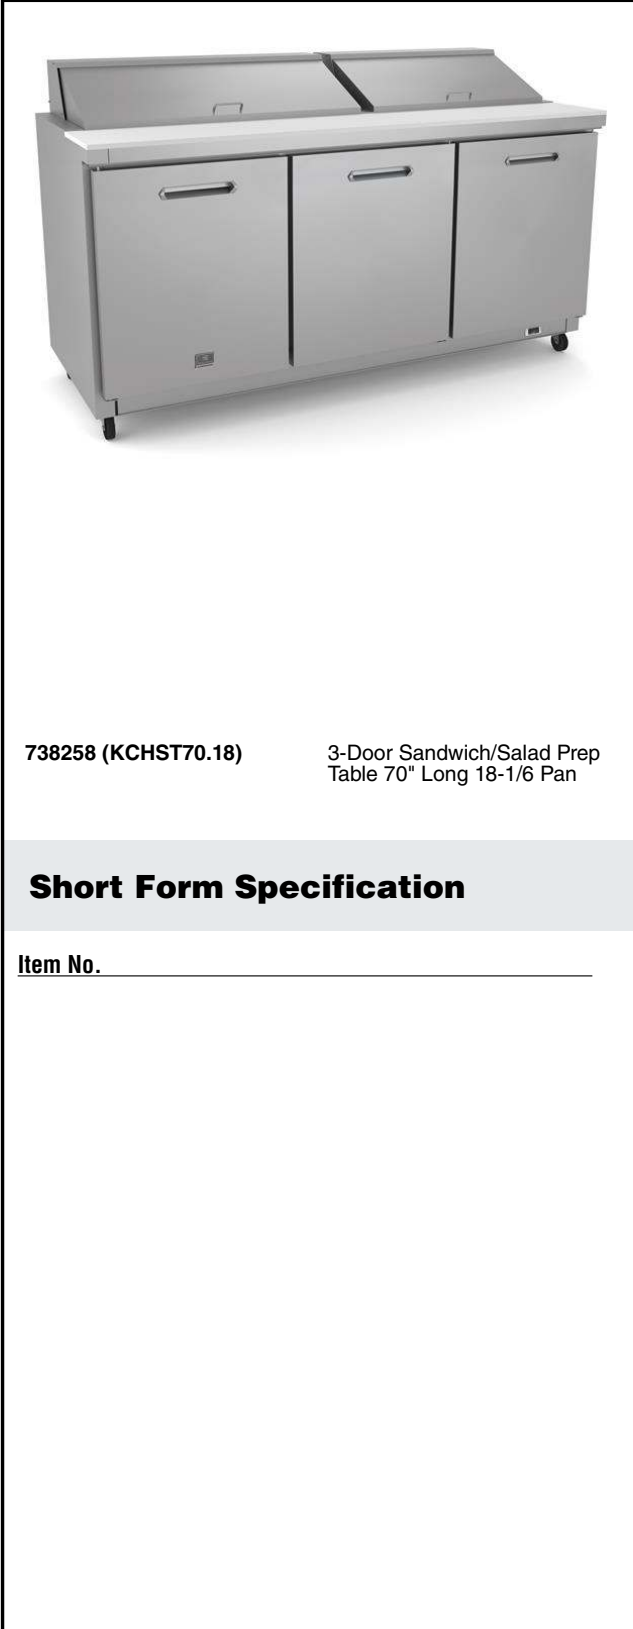 738258 (KCHST70.18)
3-Door Sandwich/Salad Prep
Table 70" Long 18-1/6 Pan
Short Form Specification
Item No.